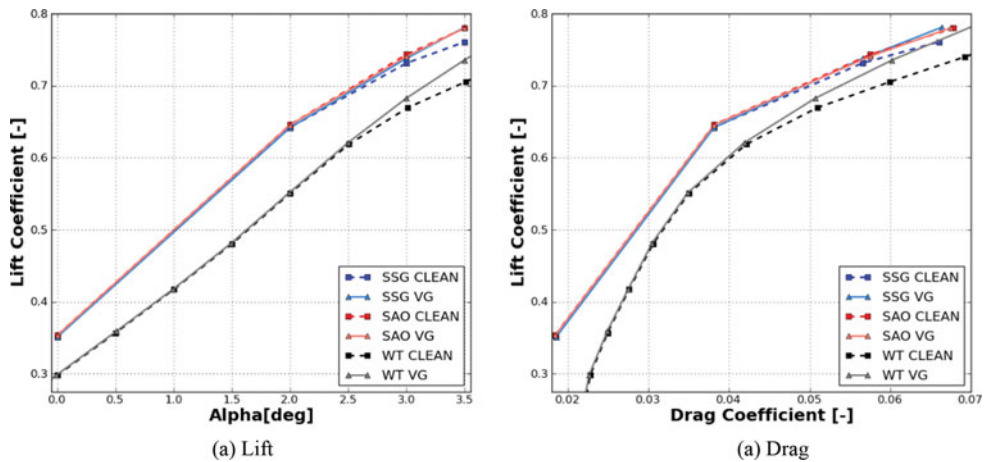 0.8
0.7
0.6
0.5
0.4
0.3
Lift Coefficient [-]
0.0 0.5 1.0 1.5 2.0 2.5 3.0 3.5
Alpha[deg]
SSG CLEAN
SSG VG
SAO CLEAN
SAO VG
WT CLEAN
WT VG
(a) Lift
0.8
0.7
0.6
0.5
0.4
0.3
Lift Coefficient [-]
0.02 0.03 0.04 0.05 0.06 0.07
Drag Coefficient [-]
SSG CLEAN
SSG VG
SAO CLEAN
SAO VG
WT CLEAN
WT VG
(a) Drag